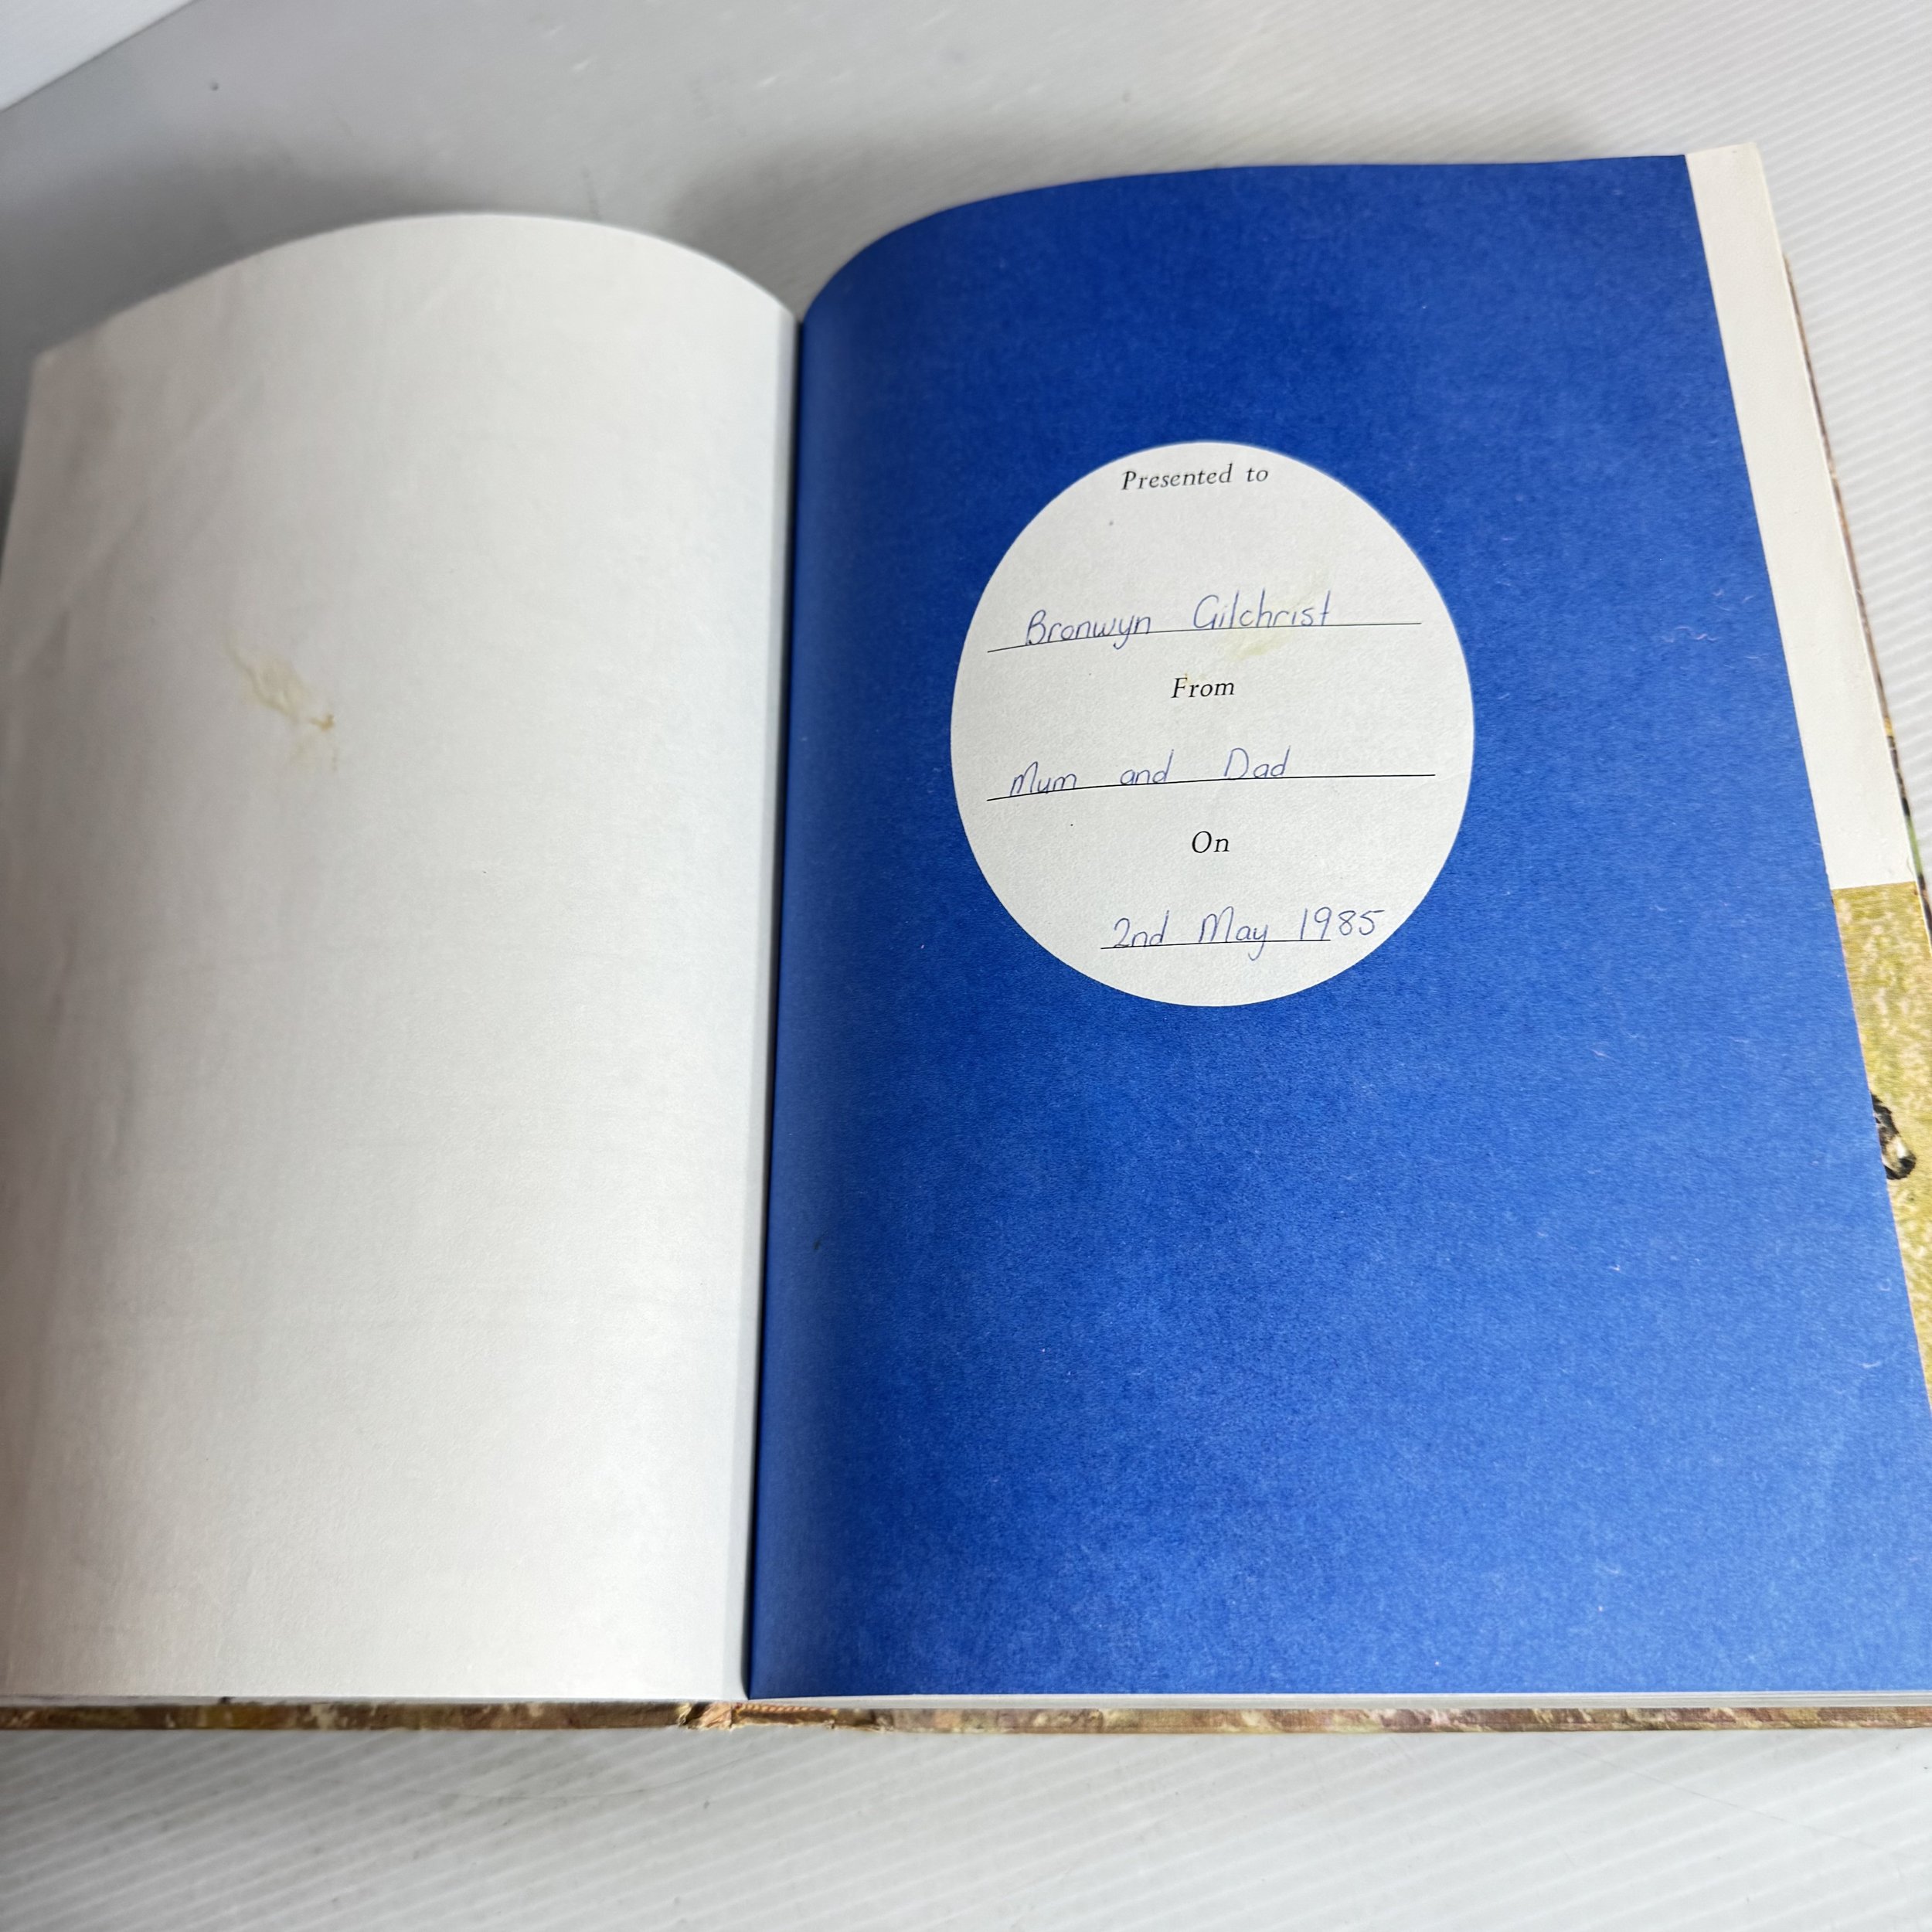 Presented to
Bronwyn Gilchrist
From
Mum and Dad
On
2nd May 1985